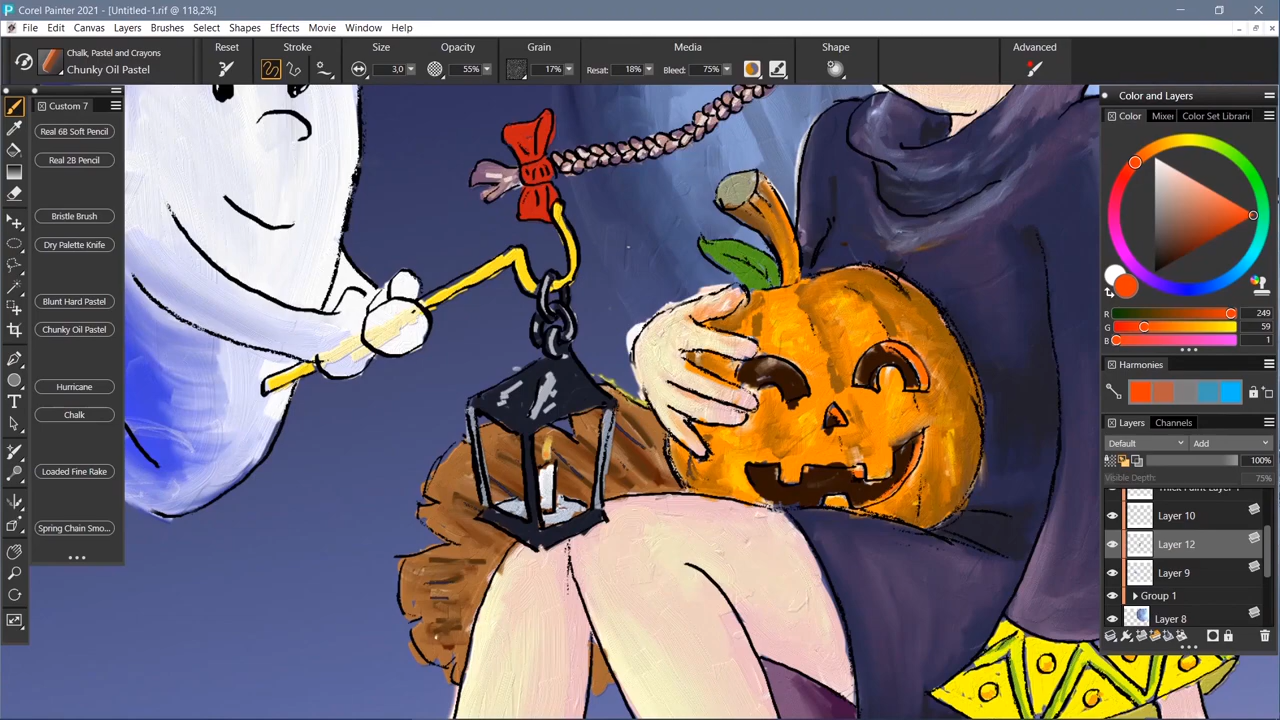 Corel Painter 2021 - [Untitled-1.rif @ 118,2%]
File Edit Canvas Layers Brushes Select Shapes Effects Movie Window Help
Chalk, Pastel and Crayons
Chunky Oil Pastel
Reset Stroke Size Opacity Grain Media Shape Advanced
3,0 55% 17% Resat: 18% Bleed: 75%
Custom 7
Real 6B Soft Pencil
Real 2B Pencil
Bristle Brush
Dry Palette Knife
Blunt Hard Pastel
Chunky Oil Pastel
Hurricane
Chalk
Loaded Fine Rake
Spring Chain Smo...
Color and Layers
Color Mixer Color Set Librarie
R 249
G 59
B 1
Harmonies
Layers Channels
Default Add
100%
Visible Depth: 75%
Layer 10
Layer 12
Layer 9
Group 1
Layer 8